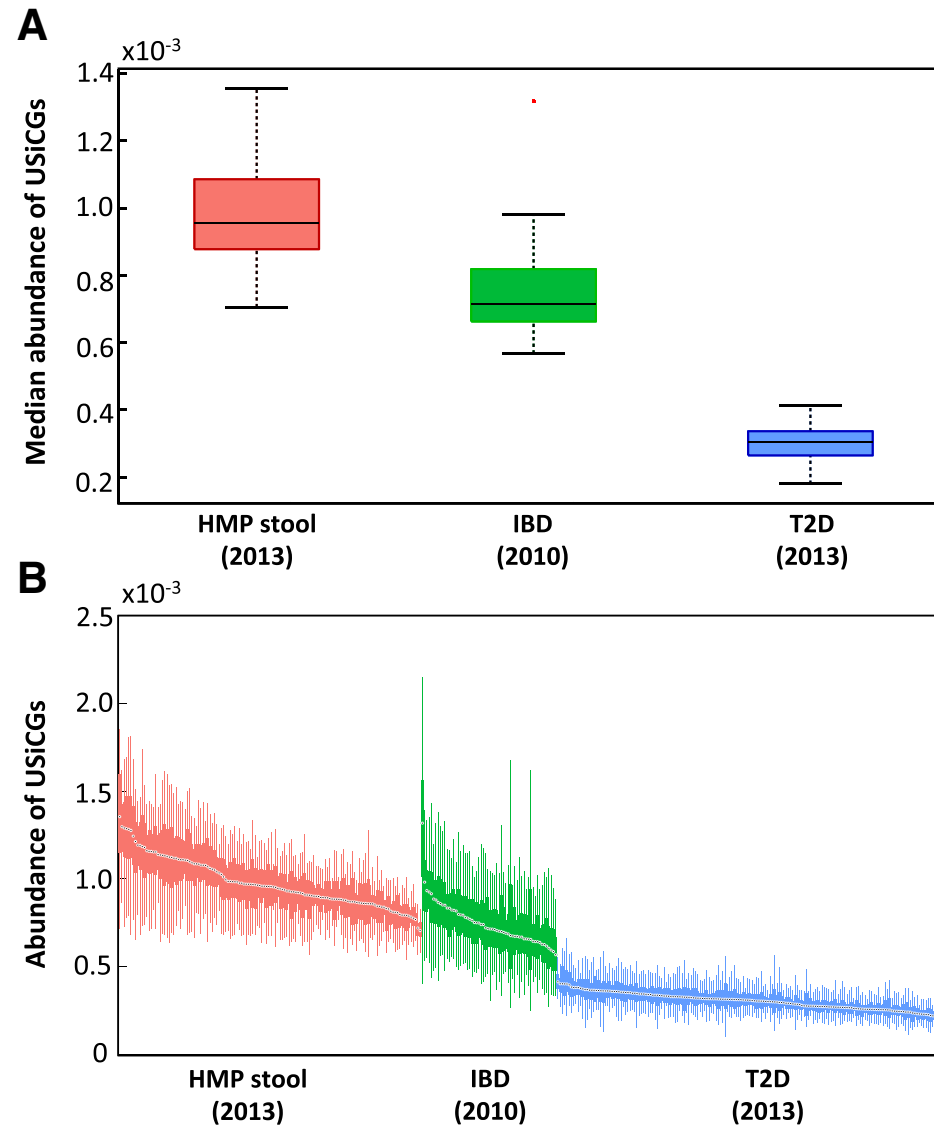 A
x10-3
Median abundance of USiCGs
1.4
1.2
1.0
0.8
0.6
0.4
0.2
HMP stool
(2013)
IBD
(2010)
T2D
(2013)
B
x10-3
Abundance of USiCGs
2.5
2.0
1.5
1.0
0.5
0
HMP stool
(2013)
IBD
(2010)
T2D
(2013)